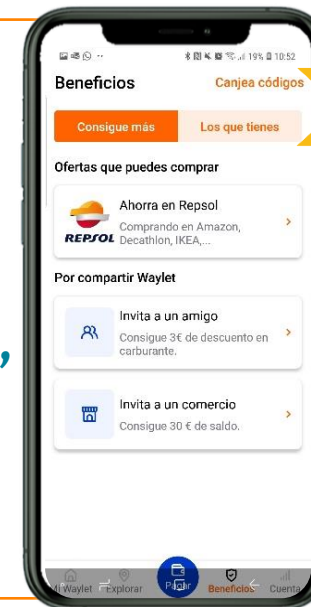 19% 10:52
Beneficios
Canjea códigos
Consigue más
Los que tienes
Ofertas que puedes comprar
REPSOL
Ahorra en Repsol
Comprando en Amazon,
Decathlon, IKEA,...
Por compartir Waylet
Invita a un amigo
Consigue 3€ de descuento en
carburante.
,
Invita a un comercio
Consigue 30 € de saldo.
Mi Waylet
Explorar
Pagar
Beneficios
Cuenta